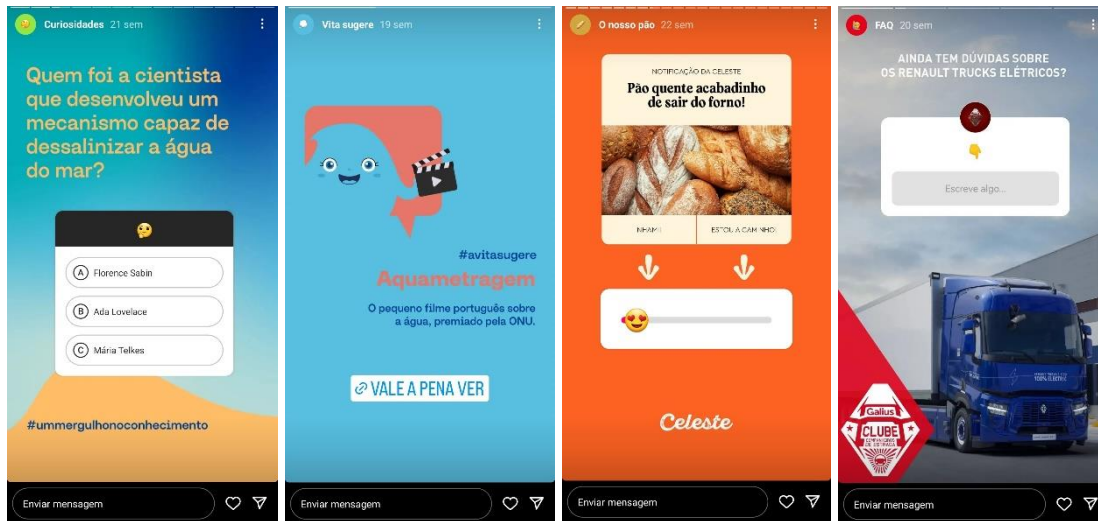 Curiosidades 21 sem
Quem foi a cientista
que desenvolveu um
mecanismo capaz de
dessalinizar a água
do mar?
A Florence Sabin
B Ada Lovelace
C Mária Telkes
#ummergulhonoconhecimento
Enviar mensagem
Vita sugere 19 sem
#avitasugere
Aquametragem
O pequeno filme português sobre
a água, premiado pela ONU.
VALE A PENA VER
Enviar mensagem
O nosso pão 22 sem
NOTIFICAÇÃO DA CELESTE
Pão quente acabadinho
de sair do forno!
NHAM! ESTOU A CAMINHO!
Celeste
Enviar mensagem
FAQ 20 sem
AINDA TEM DÚVIDAS SOBRE
OS RENAULT TRUCKS ELÉTRICOS?
Escreve algo...
100% ELECTRIC
Galius
CLUBE
Enviar mensagem